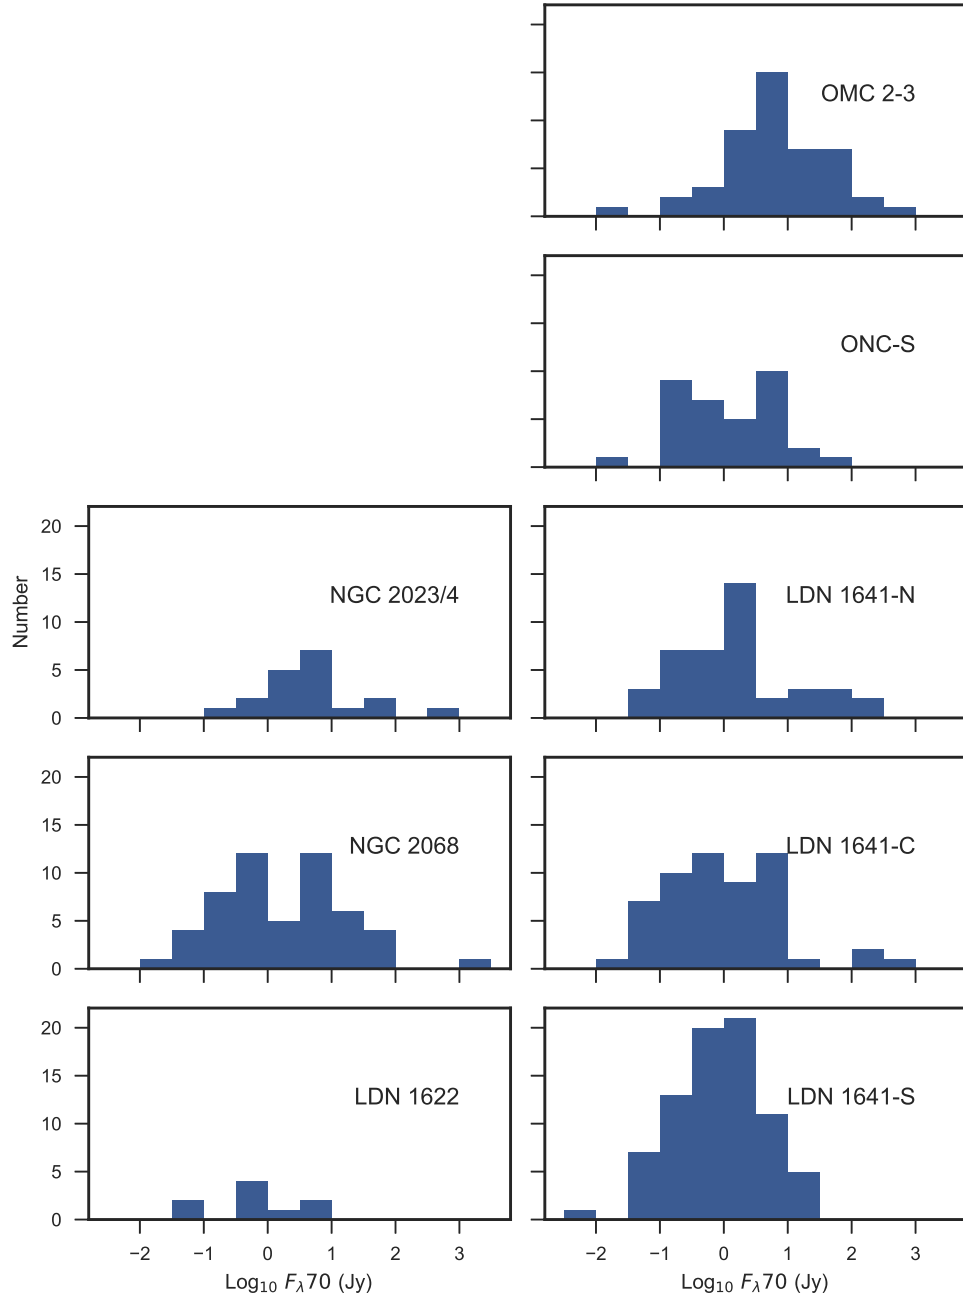 OMC 2-3
ONC-S
20
15
10
5
0
Number
NGC 2023/4
LDN 1641-N
20
15
10
5
0
NGC 2068
LDN 1641-C
20
15
10
5
0
LDN 1622
LDN 1641-S
−2 −1 0 1 2 3
−2 −1 0 1 2 3
Log₁₀ F_λ70 (Jy)
Log₁₀ F_λ70 (Jy)